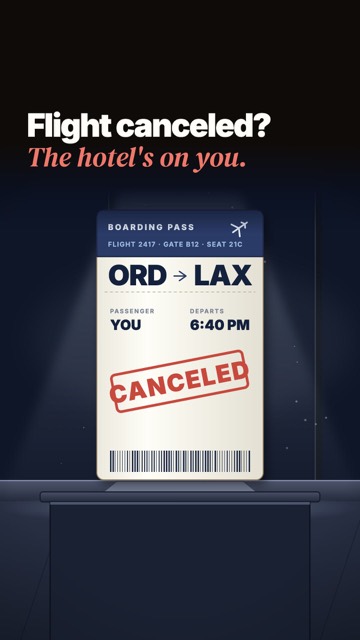 Flight canceled?
The hotel's on you.
BOARDING PASS
FLIGHT 2417 · GATE B12 · SEAT 21C
ORD → LAX
PASSENGER DEPARTS
YOU 6:40 PM
CANCELED